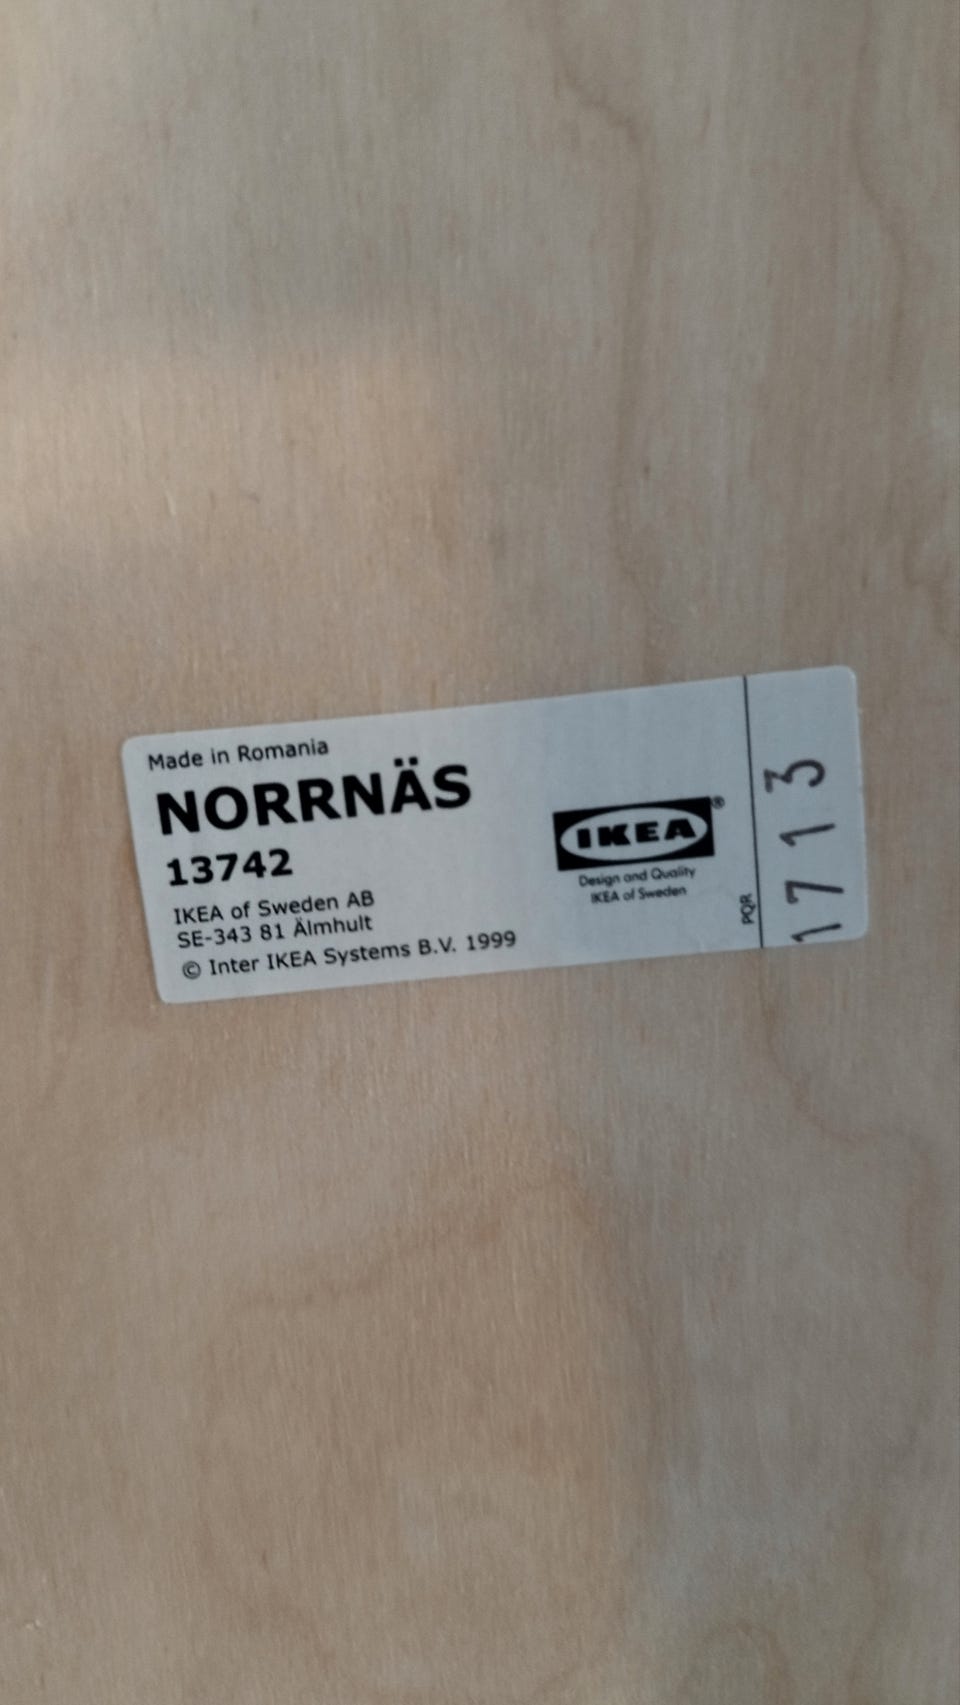 Made in Romania
NORRNÄS
13742
IKEA of Sweden AB
SE-343 81 Älmhult
© Inter IKEA Systems B.V. 1999
IKEA®
Design and Quality
IKEA of Sweden
PQR
1713